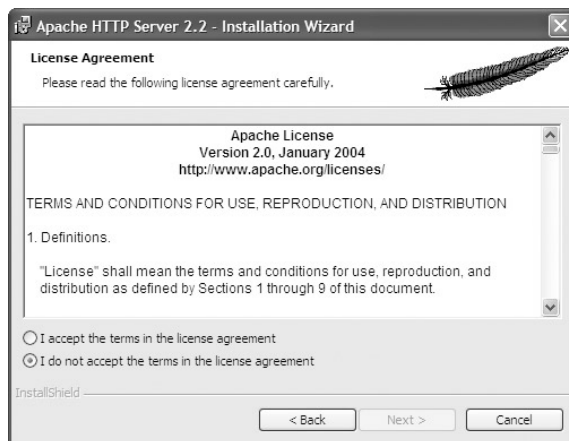 Apache HTTP Server 2.2 - Installation Wizard
License Agreement
Please read the following license agreement carefully.
Apache License
Version 2.0, January 2004
http://www.apache.org/licenses/
TERMS AND CONDITIONS FOR USE, REPRODUCTION, AND DISTRIBUTION
1. Definitions.
"License" shall mean the terms and conditions for use, reproduction, and
distribution as defined by Sections 1 through 9 of this document.
I accept the terms in the license agreement
I do not accept the terms in the license agreement
InstallShield
< Back Next > Cancel